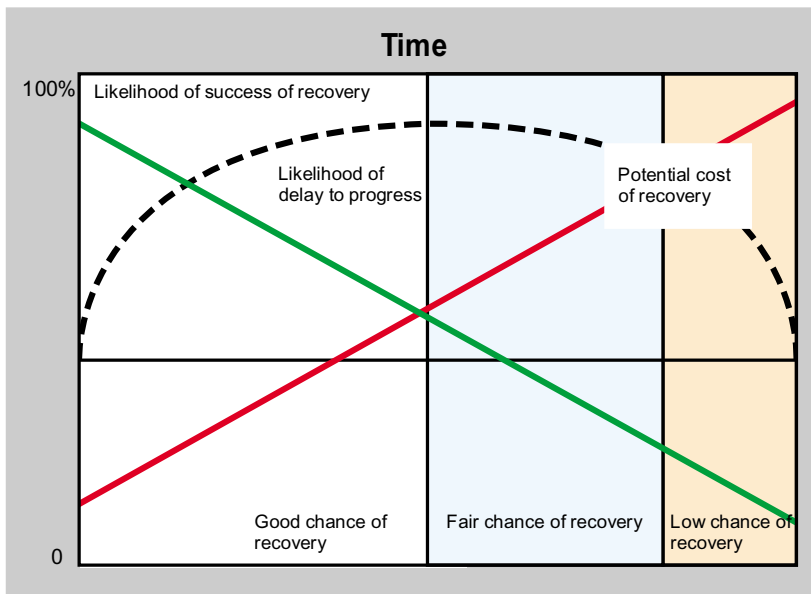 Time
100%
Likelihood of success of recovery
Likelihood of
delay to progress
Potential cost
of recovery
Good chance of
recovery
Fair chance of recovery
Low chance of
recovery
0